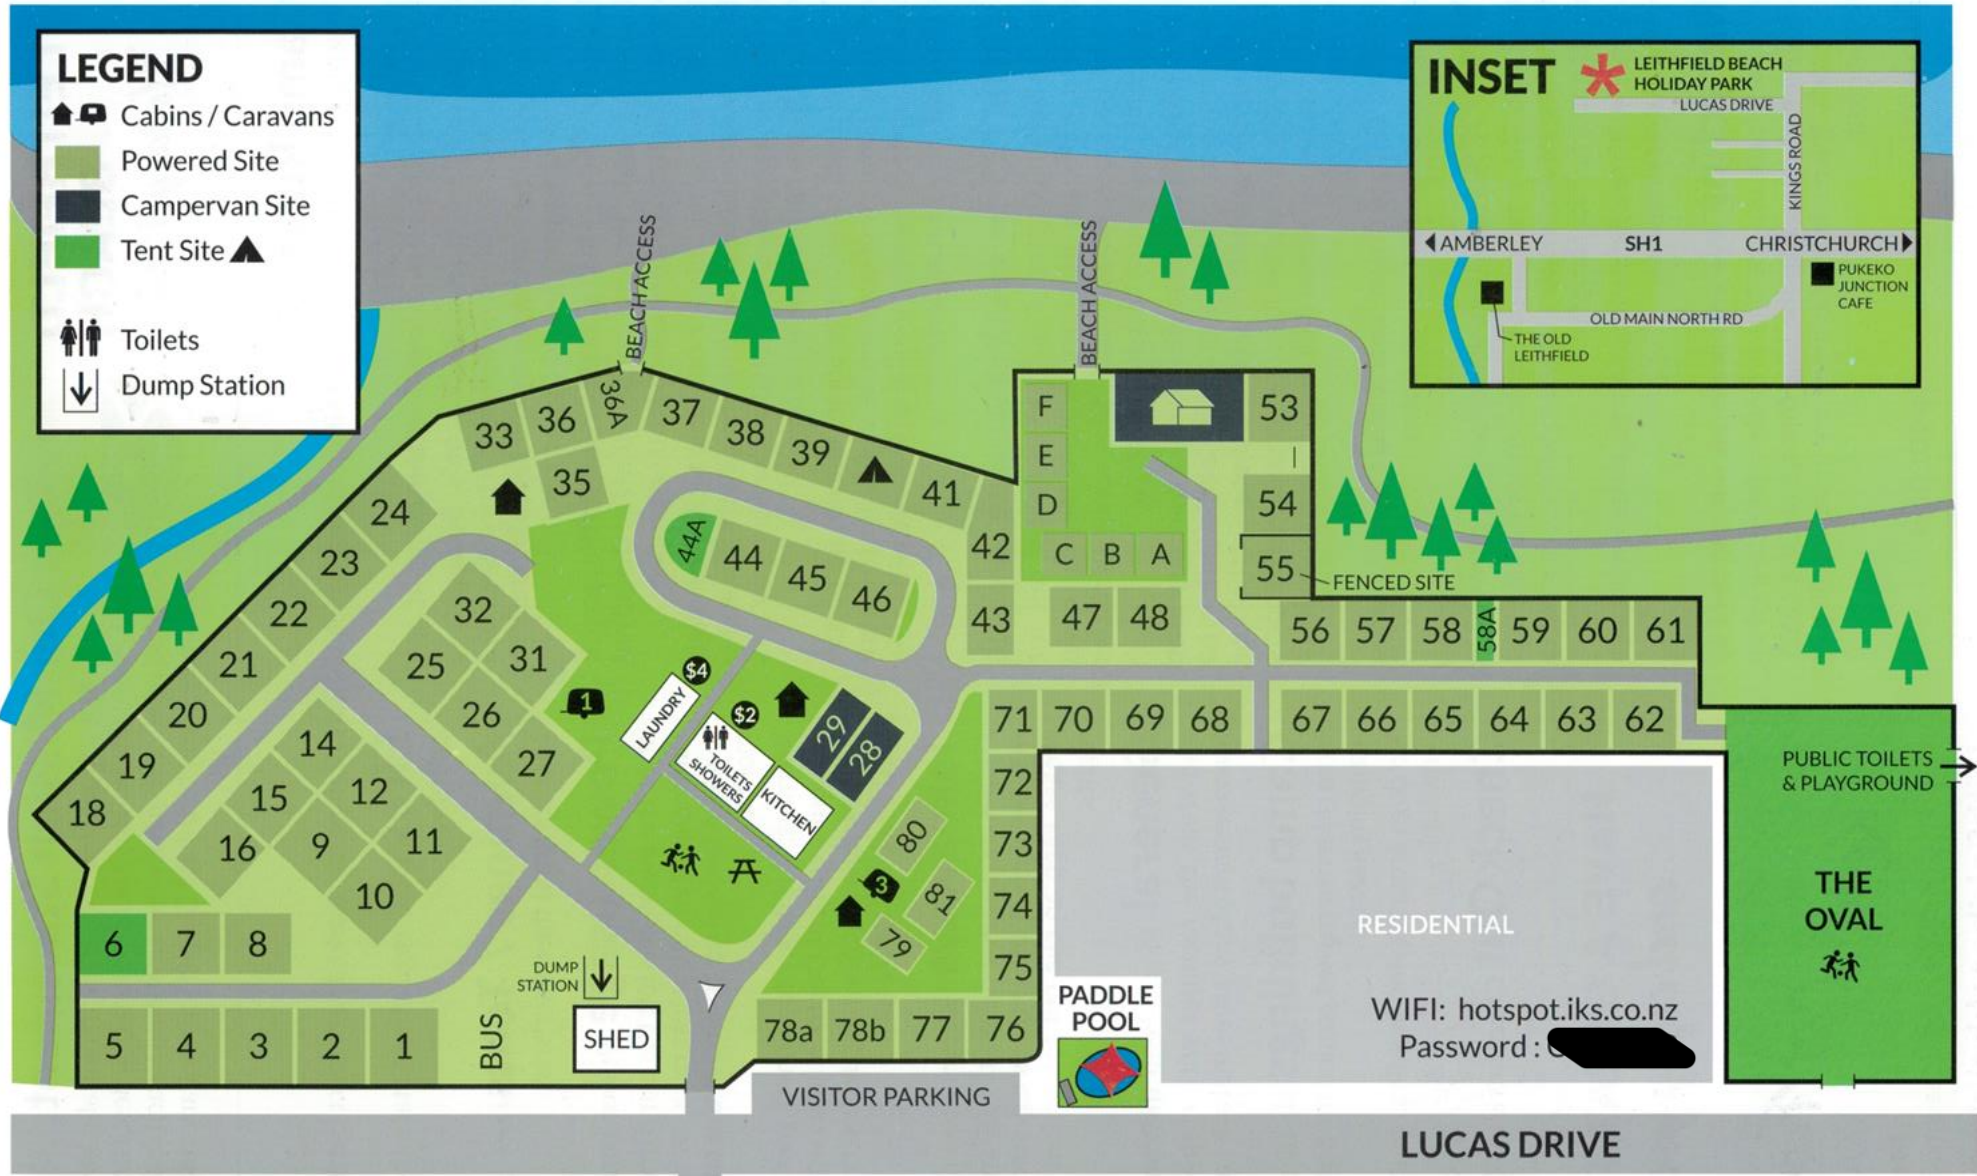 LEGEND
Cabins / Caravans
Powered Site
Campervan Site
Tent Site
Toilets
Dump Station
INSET
LEITHFIELD BEACH
HOLIDAY PARK
LUCAS DRIVE
KINGS ROAD
AMBERLEY
SH1
CHRISTCHURCH
PUKEKO
JUNCTION
CAFE
OLD MAIN NORTH RD
THE OLD
LEITHFIELD
BEACH ACCESS
BEACH ACCESS
33
36
36A
37
38
39
41
42
43
35
24
23
22
21
20
19
18
44A
44
45
46
F
E
D
C
B
A
47
48
53
54
55
FENCED SITE
56
57
58
58A
59
60
61
32
31
25
26
27
1
$4
LAUNDRY
$2
TOILETS
SHOWERS
KITCHEN
29
28
71
70
69
68
67
66
65
64
63
62
72
73
74
75
14
15
12
16
9
11
10
80
3
81
79
6
7
8
5
4
3
2
1
BUS
DUMP
STATION
SHED
78a
78b
77
76
VISITOR PARKING
PADDLE
POOL
RESIDENTIAL
WIFI: hotspot.iks.co.nz
Password :
PUBLIC TOILETS
& PLAYGROUND
THE
OVAL
LUCAS DRIVE